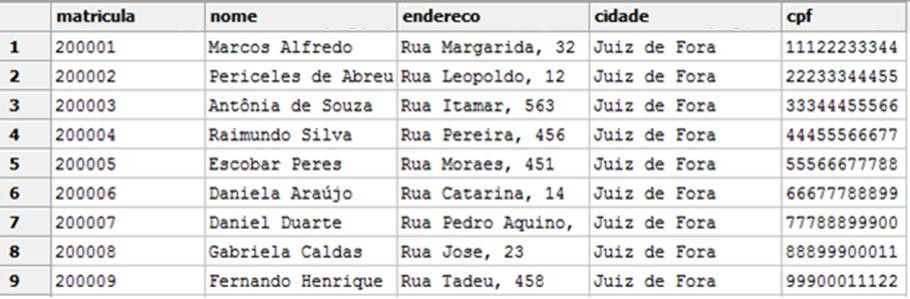 matricula nome endereco cidade cpf
1 200001 Marcos Alfredo Rua Margarida, 32 Juiz de Fora 11122233344
2 200002 Periceles de Abreu Rua Leopoldo, 12 Juiz de Fora 22233344455
3 200003 Antônia de Souza Rua Itamar, 563 Juiz de Fora 33344455566
4 200004 Raimundo Silva Rua Pereira, 456 Juiz de Fora 44455566677
5 200005 Escobar Peres Rua Moraes, 451 Juiz de Fora 55566677788
6 200006 Daniela Araújo Rua Catarina, 14 Juiz de Fora 66677788899
7 200007 Daniel Duarte Rua Pedro Aquino, Juiz de Fora 77788899900
8 200008 Gabriela Caldas Rua Jose, 23 Juiz de Fora 88899900011
9 200009 Fernando Henrique Rua Tadeu, 458 Juiz de Fora 99900011122